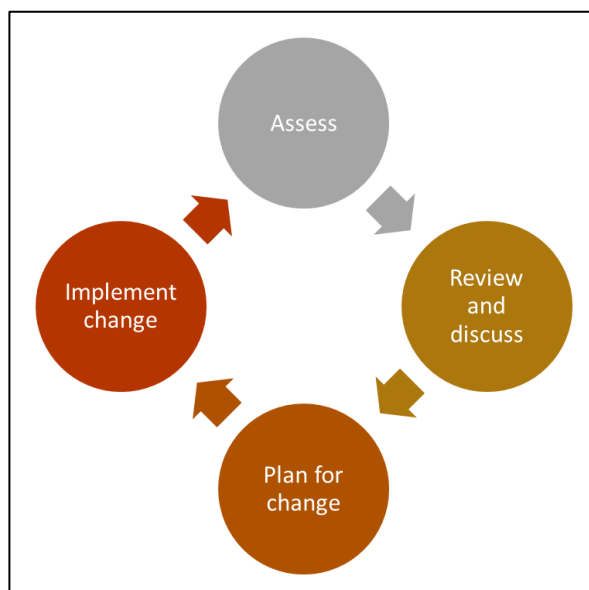 Assess
Review
and
discuss
Plan for
change
Implement
change